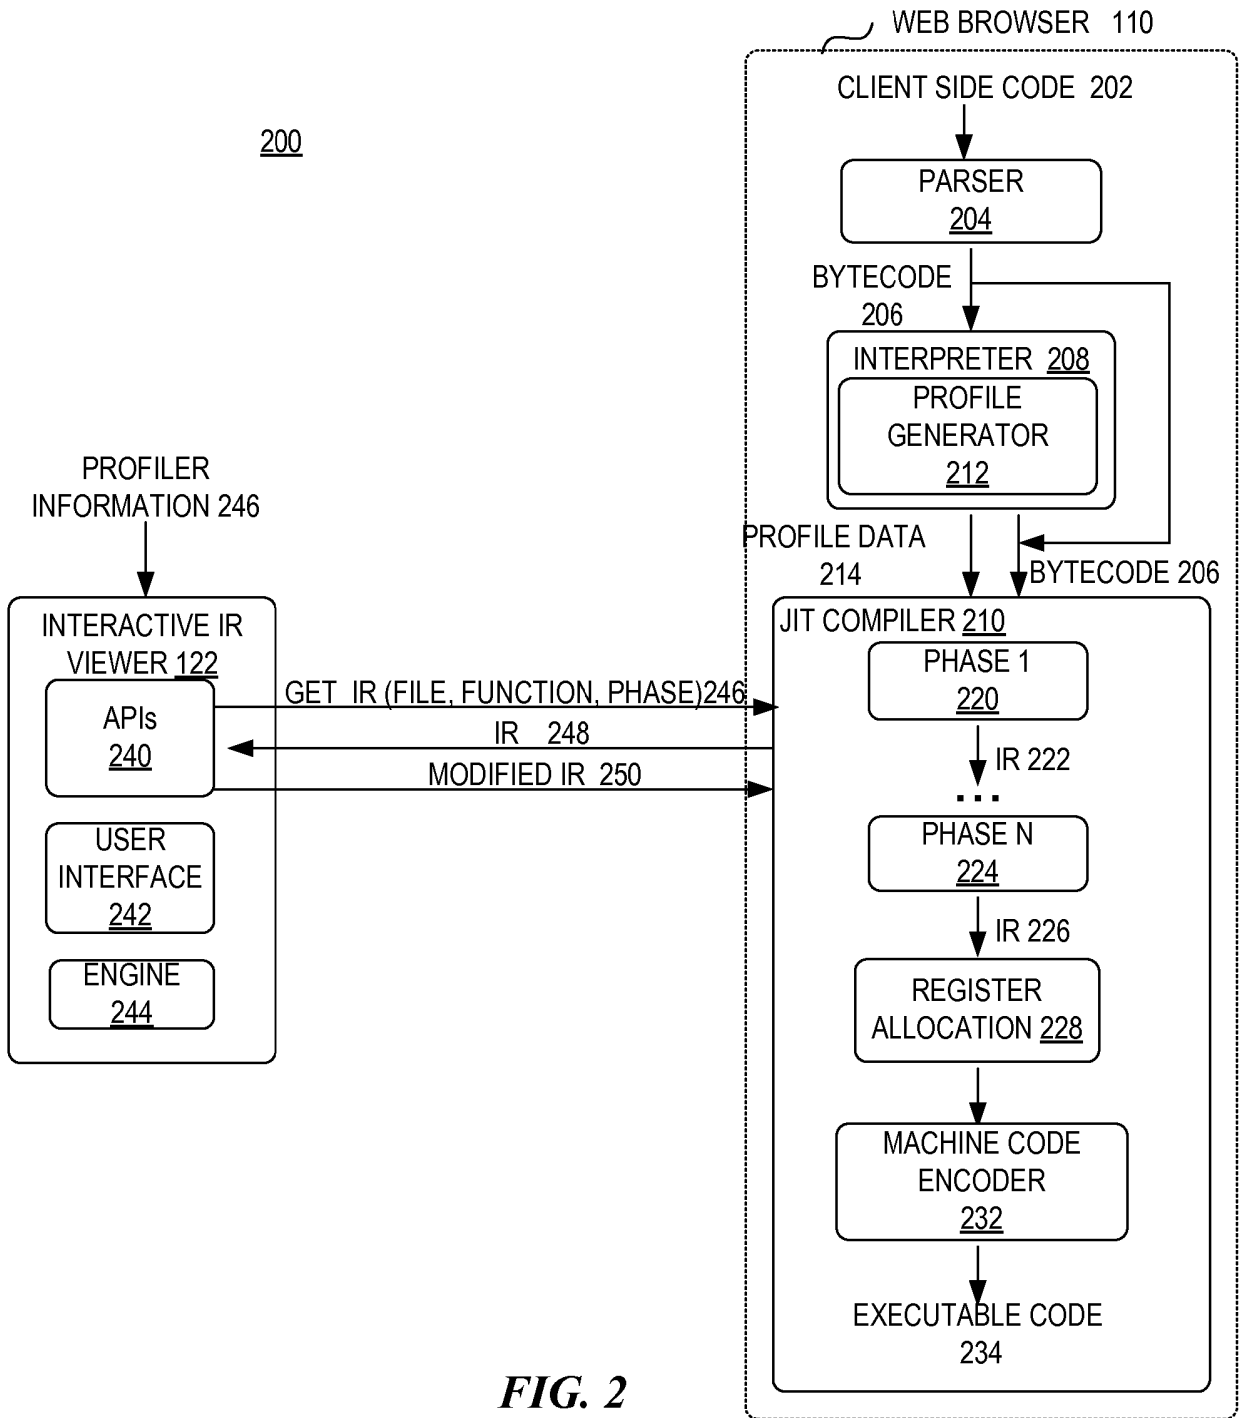 WEB BROWSER 110
CLIENT SIDE CODE 202
200
PARSER
204
BYTECODE
206
INTERPRETER 208
PROFILE
GENERATOR
212
PROFILER
INFORMATION 246
PROFILE DATA
214
BYTECODE 206
INTERACTIVE IR
VIEWER 122
APIs
240
USER
INTERFACE
242
ENGINE
244
GET IR (FILE, FUNCTION, PHASE)246
IR 248
MODIFIED IR 250
JIT COMPILER 210
PHASE 1
220
IR 222
...
PHASE N
224
IR 226
REGISTER
ALLOCATION 228
MACHINE CODE
ENCODER
232
EXECUTABLE CODE
234
FIG. 2